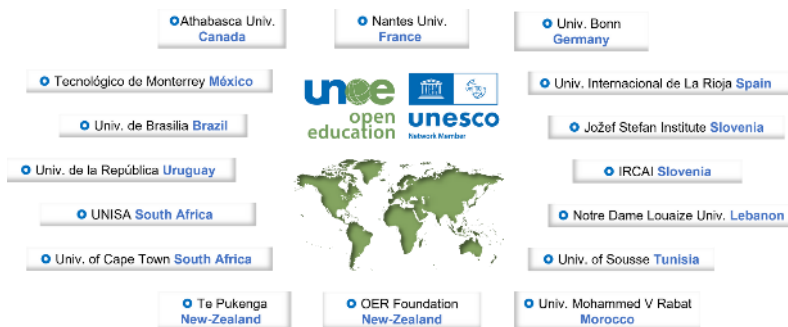 Athabasca Univ.
Canada
Nantes Univ.
France
Univ. Bonn
Germany
Tecnológico de Monterrey México
Univ. Internacional de La Rioja Spain
unoe
open
education
unesco
Network Member
Univ. de Brasilia Brazil
Jožef Stefan Institute Slovenia
Univ. de la República Uruguay
IRCAI Slovenia
UNISA South Africa
Notre Dame Louaize Univ. Lebanon
Univ. of Cape Town South Africa
Univ. of Sousse Tunisia
Te Pukenga
New-Zealand
OER Foundation
New-Zealand
Univ. Mohammed V Rabat
Morocco